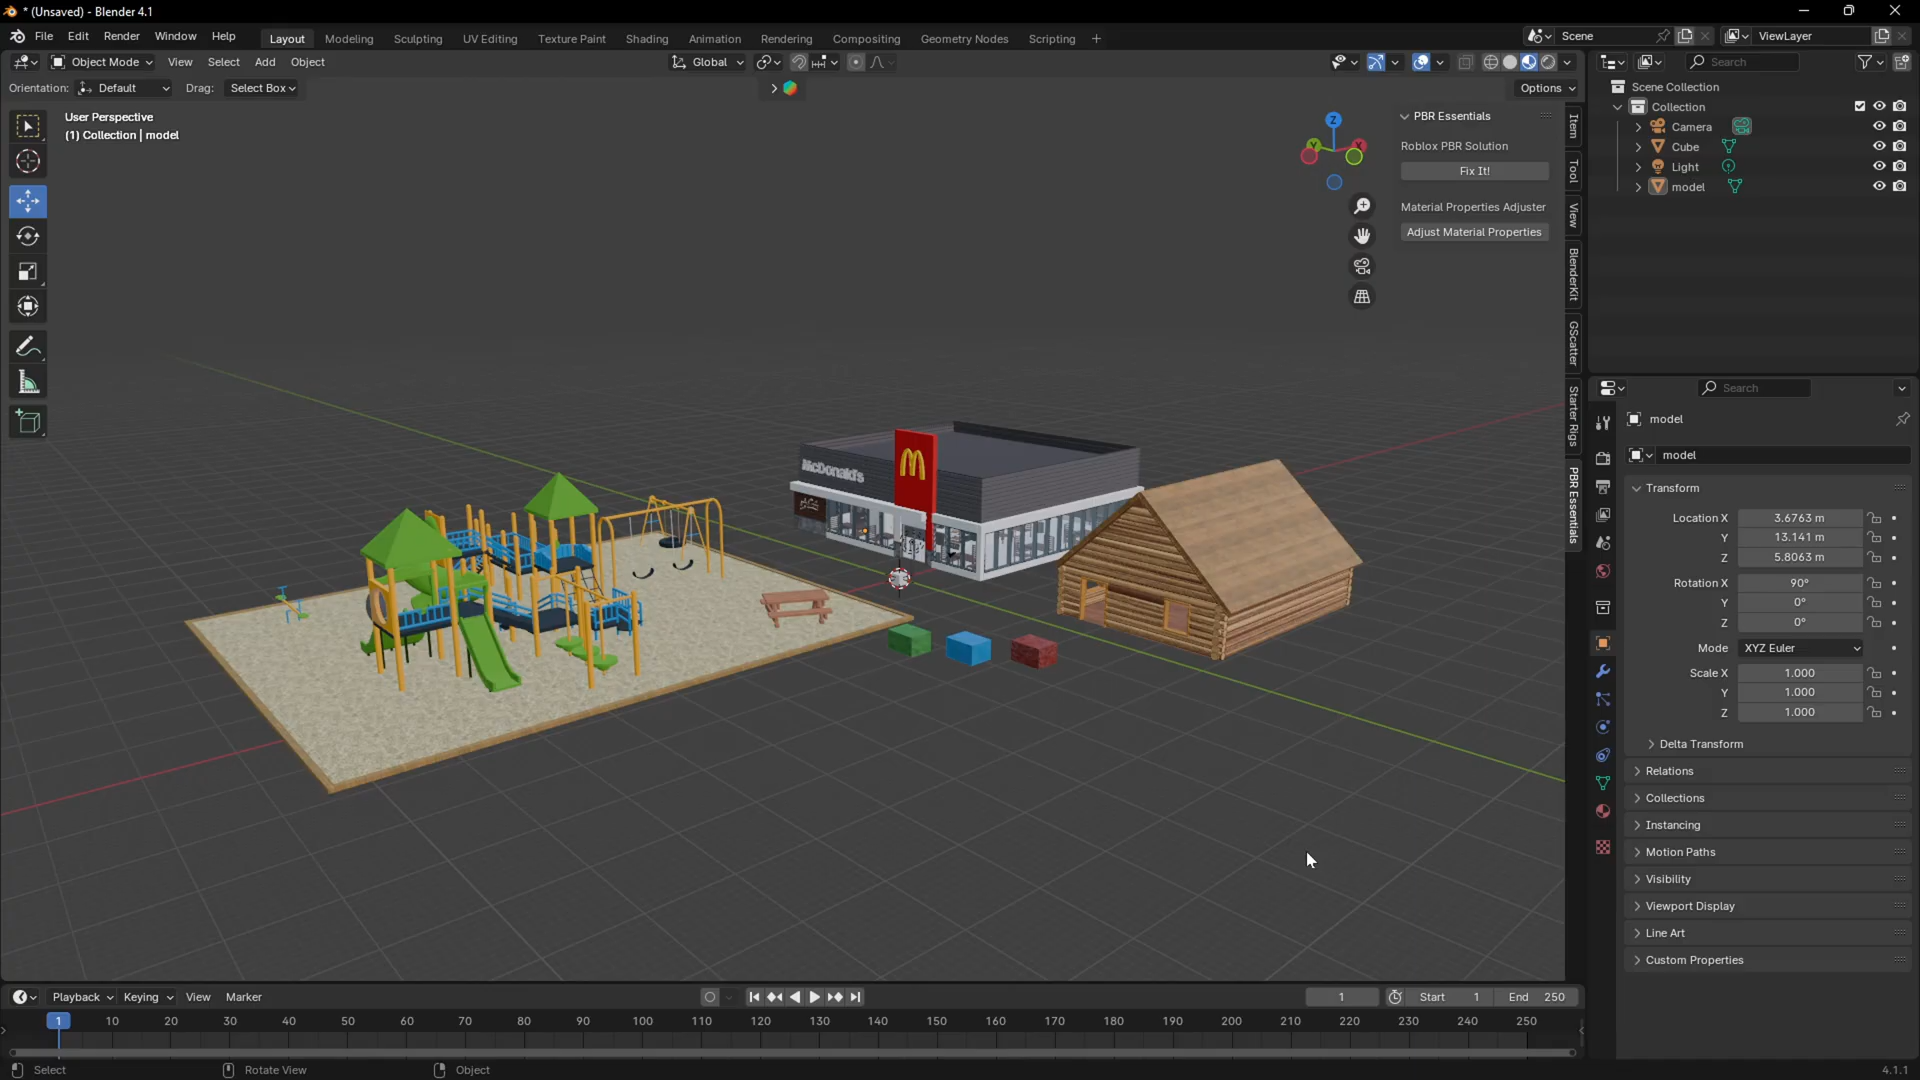 * (Unsaved) - Blender 4.1
File Edit Render Window Help
Layout Modeling Sculpting UV Editing Texture Paint Shading Animation Rendering Compositing Geometry Nodes Scripting +
Scene
ViewLayer
Object Mode View Select Add Object
Global
Search
Orientation: Default Drag: Select Box
Options
User Perspective
(1) Collection | model
Z
Y
X
PBR Essentials
Roblox PBR Solution
Fix It!
Material Properties Adjuster
Adjust Material Properties
Item
Tool
View
BlenderKit
GScatter
Starter Rigs
PBR Essentials
Scene Collection
Collection
Camera
Cube
Light
model
Search
model
model
Transform
Location X 3.6763 m
Y 13.141 m
Z 5.8063 m
Rotation X 90°
Y 0°
Z 0°
Mode XYZ Euler
Scale X 1.000
Y 1.000
Z 1.000
Delta Transform
Relations
Collections
Instancing
Motion Paths
Visibility
Viewport Display
Line Art
Custom Properties
McDonald's
Playback Keying View Marker
1
Start 1
End 250
1 10 20 30 40 50 60 70 80 90 100 110 120 130 140 150 160 170 180 190 200 210 220 230 240 250
Select
Rotate View
Object
4.1.1